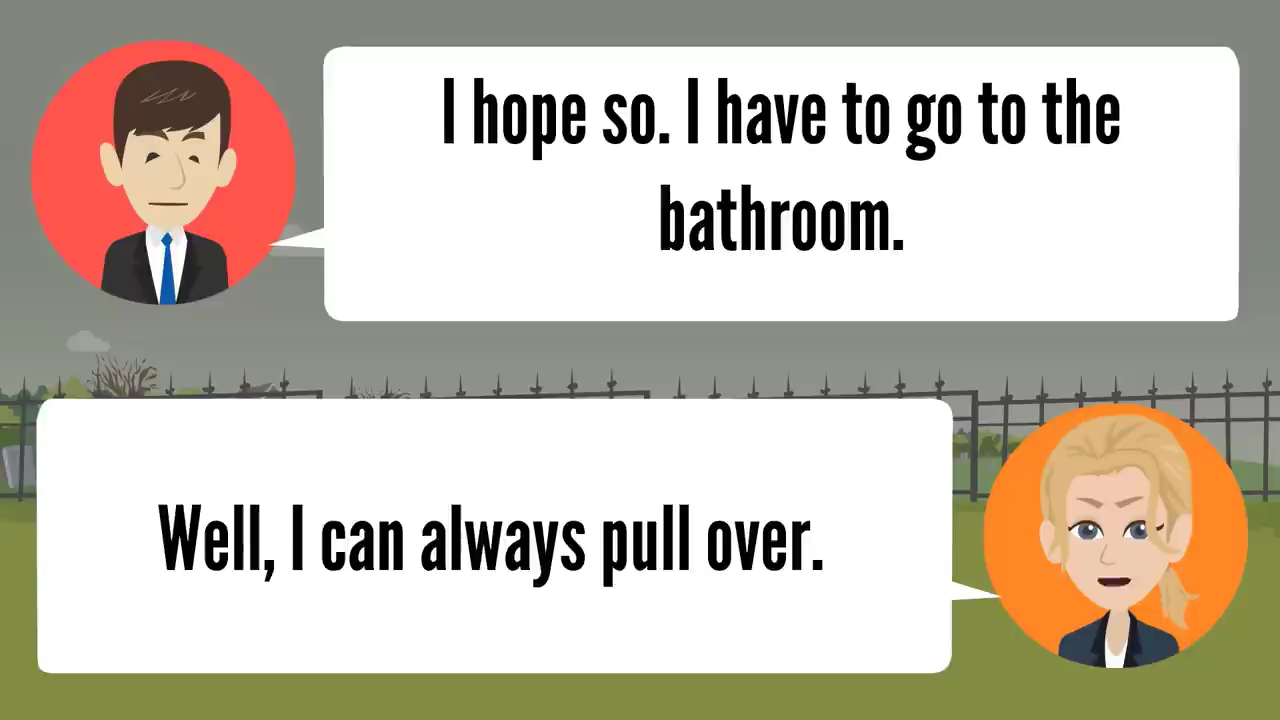 I hope so. I have to go to the
bathroom.
Well, I can always pull over.